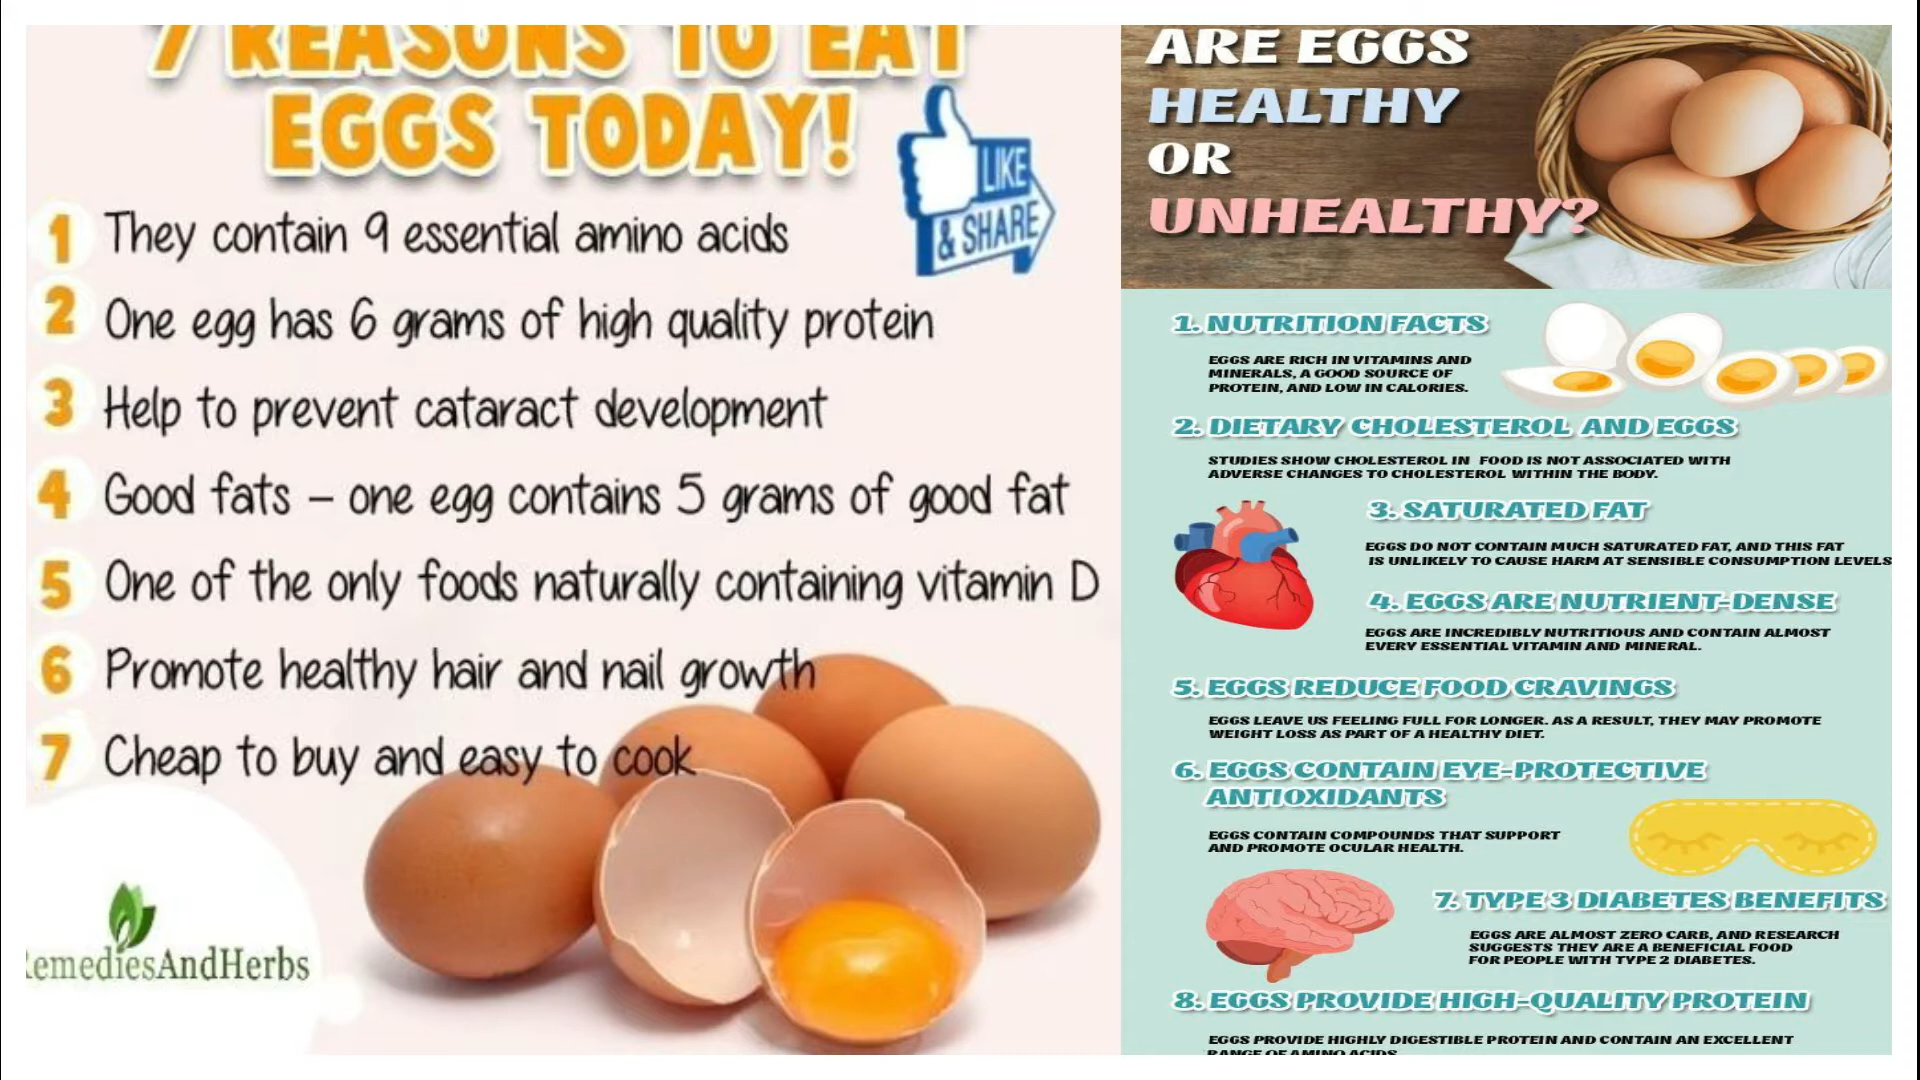 7 REASONS TO EAT
EGGS TODAY!
LIKE
& SHARE
1 They contain 9 essential amino acids
2 One egg has 6 grams of high quality protein
3 Help to prevent cataract development
4 Good fats – one egg contains 5 grams of good fat
5 One of the only foods naturally containing vitamin D
6 Promote healthy hair and nail growth
7 Cheap to buy and easy to cook
RemediesAndHerbs
ARE EGGS
HEALTHY
OR
UNHEALTHY?
1. NUTRITION FACTS
EGGS ARE RICH IN VITAMINS AND
MINERALS, A GOOD SOURCE OF
PROTEIN, AND LOW IN CALORIES.
2. DIETARY CHOLESTEROL AND EGGS
STUDIES SHOW CHOLESTEROL IN FOOD IS NOT ASSOCIATED WITH
ADVERSE CHANGES TO CHOLESTEROL WITHIN THE BODY.
3. SATURATED FAT
EGGS DO NOT CONTAIN MUCH SATURATED FAT, AND THIS FAT
IS UNLIKELY TO CAUSE HARM AT SENSIBLE CONSUMPTION LEVELS
4. EGGS ARE NUTRIENT-DENSE
EGGS ARE INCREDIBLY NUTRITIOUS AND CONTAIN ALMOST
EVERY ESSENTIAL VITAMIN AND MINERAL.
5. EGGS REDUCE FOOD CRAVINGS
EGGS LEAVE US FEELING FULL FOR LONGER. AS A RESULT, THEY MAY PROMOTE
WEIGHT LOSS AS PART OF A HEALTHY DIET.
6. EGGS CONTAIN EYE-PROTECTIVE
ANTIOXIDANTS
EGGS CONTAIN COMPOUNDS THAT SUPPORT
AND PROMOTE OCULAR HEALTH.
7. TYPE 3 DIABETES BENEFITS
EGGS ARE ALMOST ZERO CARB, AND RESEARCH
SUGGESTS THEY ARE A BENEFICIAL FOOD
FOR PEOPLE WITH TYPE 2 DIABETES.
8. EGGS PROVIDE HIGH-QUALITY PROTEIN
EGGS PROVIDE HIGHLY DIGESTIBLE PROTEIN AND CONTAIN AN EXCELLENT
RANGE OF AMINO ACIDS